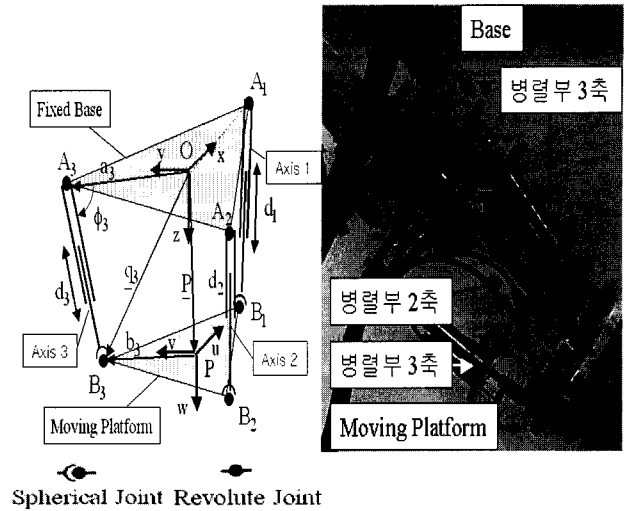 A1
Fixed Base
A3
a3
y
O
x
Axis 1
ϕ3
A2
d1
z
q3
P
d2
d3
B1
Axis 3
b3
v
u
P
Axis 2
B3
w
B2
Moving Platform
Spherical Joint
Revolute Joint
Base
병렬부 3축
병렬부 2축
병렬부 3축
Moving Platform